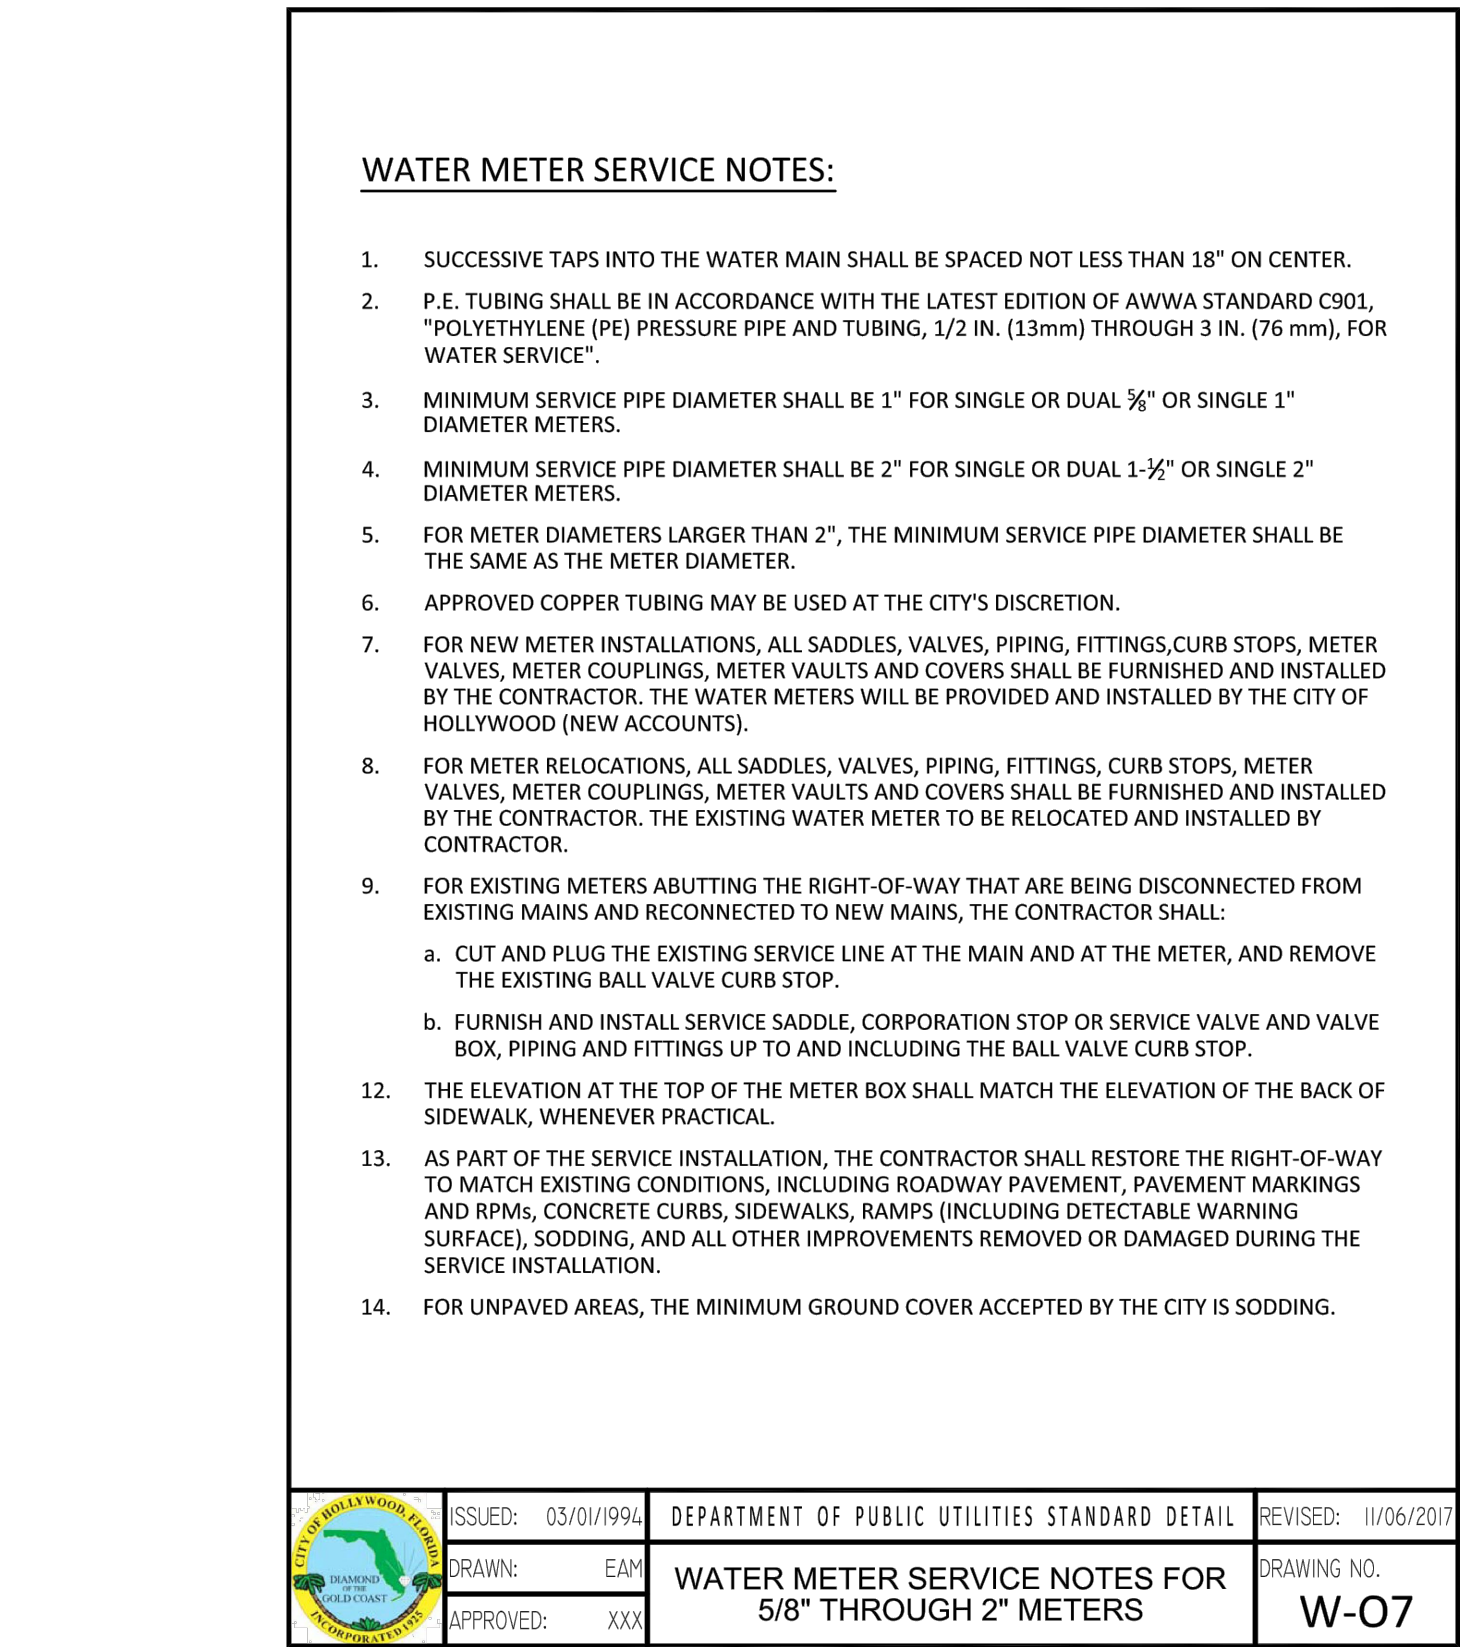 WATER METER SERVICE NOTES:
1. SUCCESSIVE TAPS INTO THE WATER MAIN SHALL BE SPACED NOT LESS THAN 18" ON CENTER.
2. P.E. TUBING SHALL BE IN ACCORDANCE WITH THE LATEST EDITION OF AWWA STANDARD C901,
"POLYETHYLENE (PE) PRESSURE PIPE AND TUBING, 1/2 IN. (13mm) THROUGH 3 IN. (76 mm), FOR
WATER SERVICE".
3. MINIMUM SERVICE PIPE DIAMETER SHALL BE 1" FOR SINGLE OR DUAL ⅝" OR SINGLE 1"
DIAMETER METERS.
4. MINIMUM SERVICE PIPE DIAMETER SHALL BE 2" FOR SINGLE OR DUAL 1-½" OR SINGLE 2"
DIAMETER METERS.
5. FOR METER DIAMETERS LARGER THAN 2", THE MINIMUM SERVICE PIPE DIAMETER SHALL BE
THE SAME AS THE METER DIAMETER.
6. APPROVED COPPER TUBING MAY BE USED AT THE CITY'S DISCRETION.
7. FOR NEW METER INSTALLATIONS, ALL SADDLES, VALVES, PIPING, FITTINGS,CURB STOPS, METER
VALVES, METER COUPLINGS, METER VAULTS AND COVERS SHALL BE FURNISHED AND INSTALLED
BY THE CONTRACTOR. THE WATER METERS WILL BE PROVIDED AND INSTALLED BY THE CITY OF
HOLLYWOOD (NEW ACCOUNTS).
8. FOR METER RELOCATIONS, ALL SADDLES, VALVES, PIPING, FITTINGS, CURB STOPS, METER
VALVES, METER COUPLINGS, METER VAULTS AND COVERS SHALL BE FURNISHED AND INSTALLED
BY THE CONTRACTOR. THE EXISTING WATER METER TO BE RELOCATED AND INSTALLED BY
CONTRACTOR.
9. FOR EXISTING METERS ABUTTING THE RIGHT-OF-WAY THAT ARE BEING DISCONNECTED FROM
EXISTING MAINS AND RECONNECTED TO NEW MAINS, THE CONTRACTOR SHALL:
a. CUT AND PLUG THE EXISTING SERVICE LINE AT THE MAIN AND AT THE METER, AND REMOVE
THE EXISTING BALL VALVE CURB STOP.
b. FURNISH AND INSTALL SERVICE SADDLE, CORPORATION STOP OR SERVICE VALVE AND VALVE
BOX, PIPING AND FITTINGS UP TO AND INCLUDING THE BALL VALVE CURB STOP.
12. THE ELEVATION AT THE TOP OF THE METER BOX SHALL MATCH THE ELEVATION OF THE BACK OF
SIDEWALK, WHENEVER PRACTICAL.
13. AS PART OF THE SERVICE INSTALLATION, THE CONTRACTOR SHALL RESTORE THE RIGHT-OF-WAY
TO MATCH EXISTING CONDITIONS, INCLUDING ROADWAY PAVEMENT, PAVEMENT MARKINGS
AND RPMs, CONCRETE CURBS, SIDEWALKS, RAMPS (INCLUDING DETECTABLE WARNING
SURFACE), SODDING, AND ALL OTHER IMPROVEMENTS REMOVED OR DAMAGED DURING THE
SERVICE INSTALLATION.
14. FOR UNPAVED AREAS, THE MINIMUM GROUND COVER ACCEPTED BY THE CITY IS SODDING.
CITY OF HOLLYWOOD, FLORIDA
DIAMOND
OF THE
GOLD COAST
INCORPORATED 1925
ISSUED: 03/01/1994
DRAWN: EAM
APPROVED: XXX
DEPARTMENT OF PUBLIC UTILITIES STANDARD DETAIL
WATER METER SERVICE NOTES FOR
5/8" THROUGH 2" METERS
REVISED: 11/06/2017
DRAWING NO.
W-07